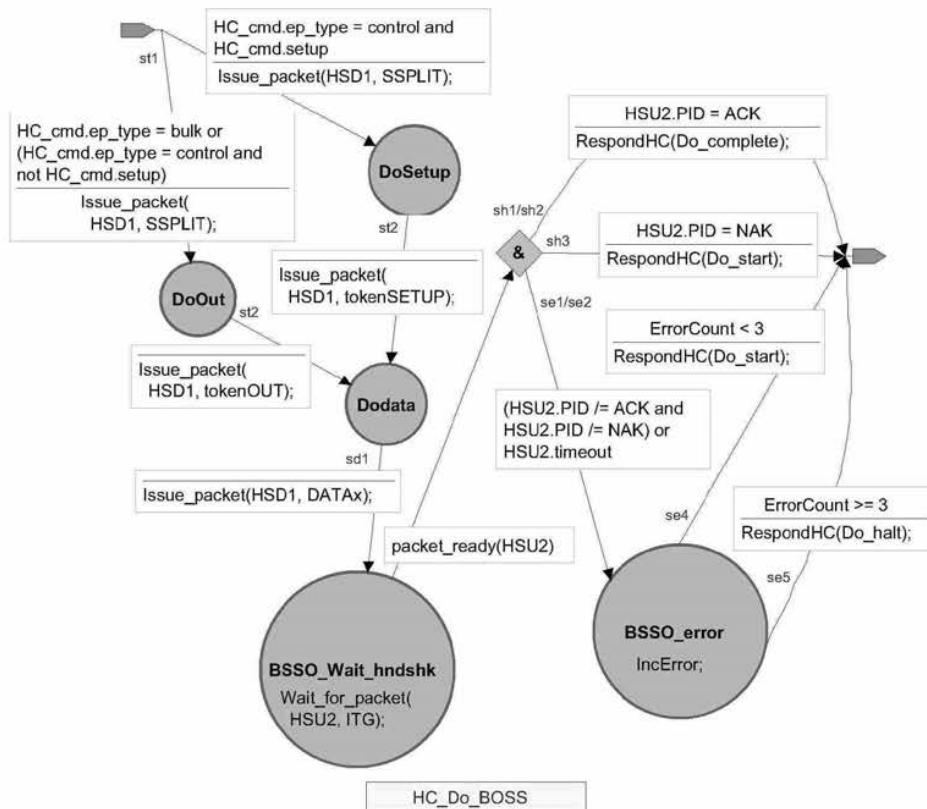 st1
HC_cmd.ep_type = control and
HC_cmd.setup
Issue_packet(HSD1, SSPLIT);
HC_cmd.ep_type = bulk or
(HC_cmd.ep_type = control and
not HC_cmd.setup)
Issue_packet(
HSD1, SSPLIT);
DoSetup
st2
Issue_packet(
HSD1, tokenSETUP);
DoOut
st2
Issue_packet(
HSD1, tokenOUT);
Dodata
sd1
Issue_packet(HSD1, DATAx);
BSSO_Wait_hndshk
Wait_for_packet(
HSU2, ITG);
packet_ready(HSU2)
&
sh1/sh2
HSU2.PID = ACK
RespondHC(Do_complete);
sh3
HSU2.PID = NAK
RespondHC(Do_start);
se1/se2
(HSU2.PID /= ACK and
HSU2.PID /= NAK) or
HSU2.timeout
ErrorCount < 3
RespondHC(Do_start);
se4
ErrorCount >= 3
RespondHC(Do_halt);
se5
BSSO_error
IncError;
HC_Do_BOSS